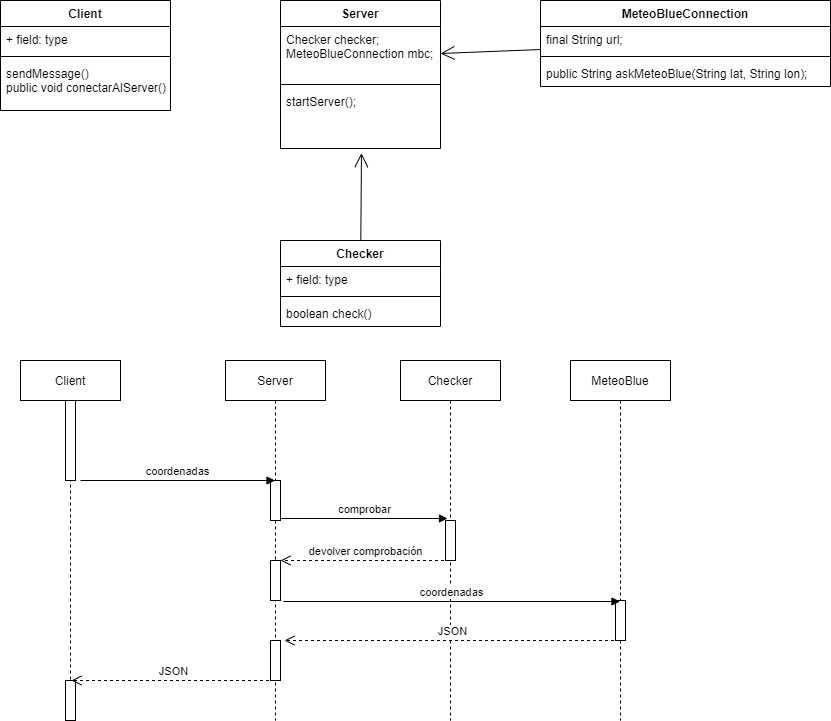 Client
+ field: type
sendMessage()
public void conectarAlServer()
Server
Checker checker;
MeteoBlueConnection mbc;
startServer();
MeteoBlueConnection
final String url;
public String askMeteoBlue(String lat, String lon);
Checker
+ field: type
boolean check()
Client
Server
Checker
MeteoBlue
coordenadas
comprobar
devolver comprobación
coordenadas
JSON
JSON